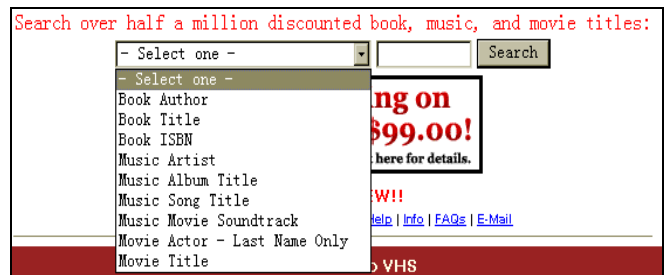 Search over half a million discounted book, music, and movie titles:
- Select one - Search
- Select one -
Book Author
Book Title
Book ISBN
Music Artist
Music Album Title
Music Song Title
Music Movie Soundtrack
Movie Actor - Last Name Only
Movie Title
ng on
$99.00!
here for details.
EW!!
Help | Info | FAQs | E-Mail
o VHS